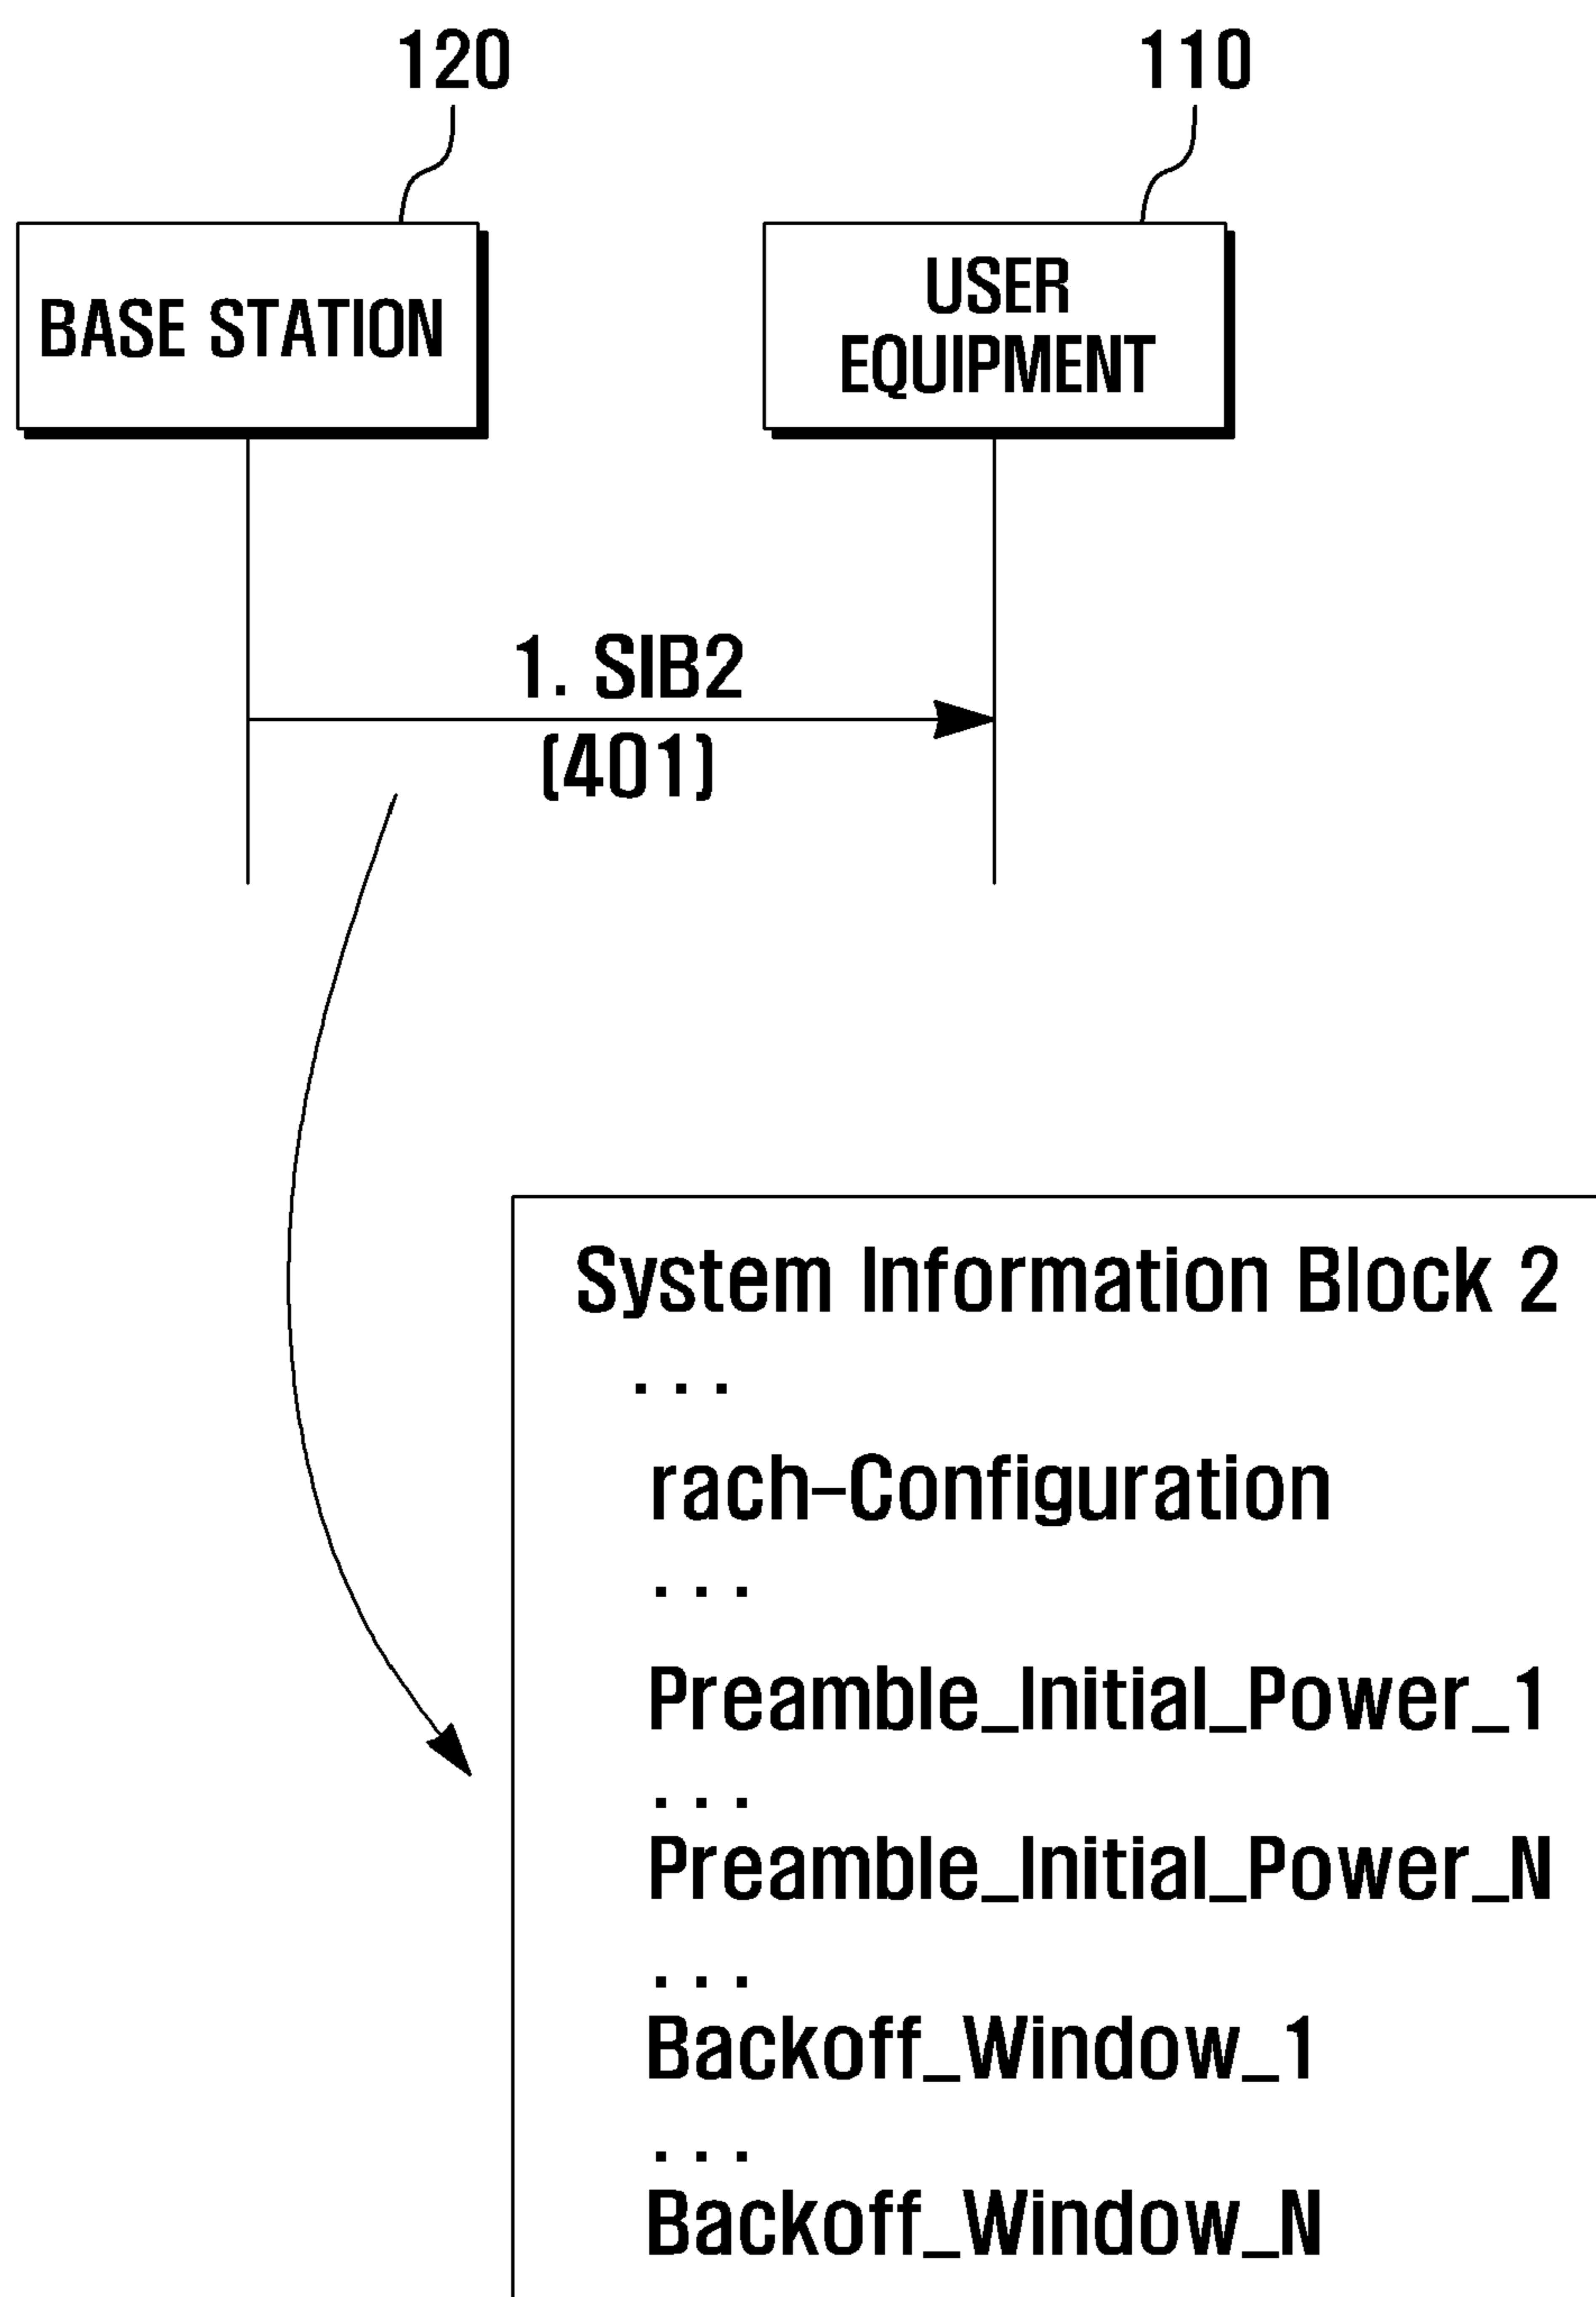 120
110
BASE STATION
USER
EQUIPMENT
1. SIB2
(401)
System Information Block 2
...
rach-Configuration
...
Preamble_Initial_Power_1
...
Preamble_Initial_Power_N
...
Backoff_Window_1
...
Backoff_Window_N